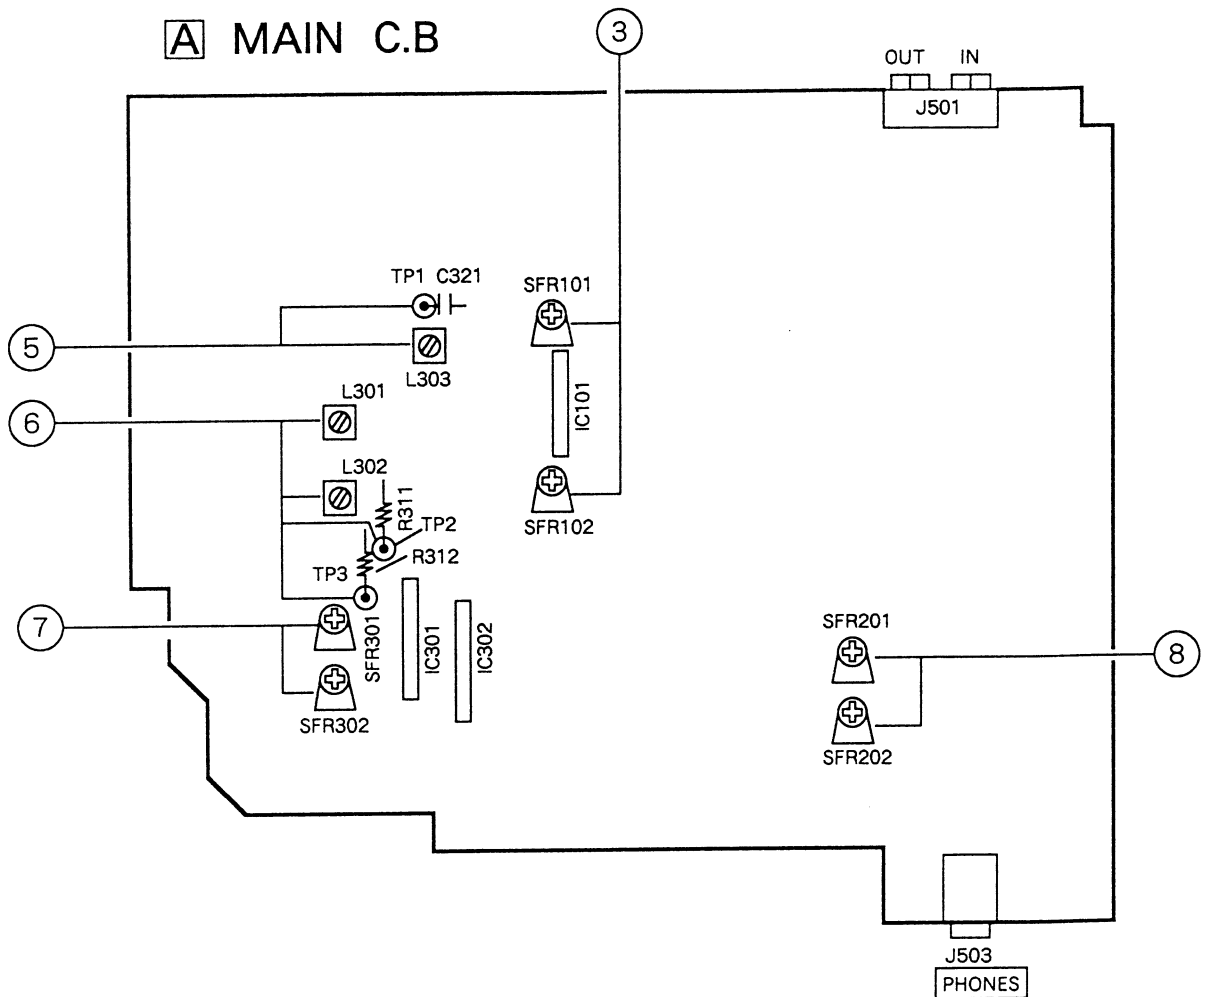 A MAIN C.B
3
OUT IN
J501
TP1 C321
SFR101
5
L303
L301
IC101
6
L302
R311
TP2
SFR102
R312
TP3
7
SFR301
IC301
IC302
SFR302
SFR201
8
SFR202
J503
PHONES